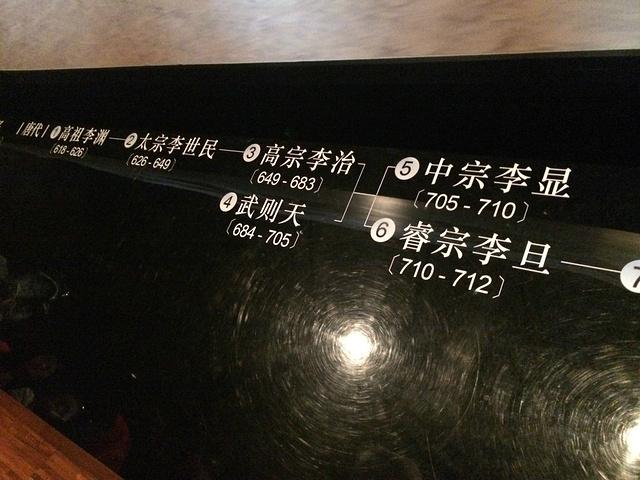 [唐代] ① 高祖李渊
〔618-626〕
② 太宗李世民
〔626-649〕
③ 高宗李治
〔649-683〕
④ 武则天
〔684-705〕
⑤ 中宗李显
〔705-710〕
⑥ 睿宗李旦
〔710-712〕
⑦